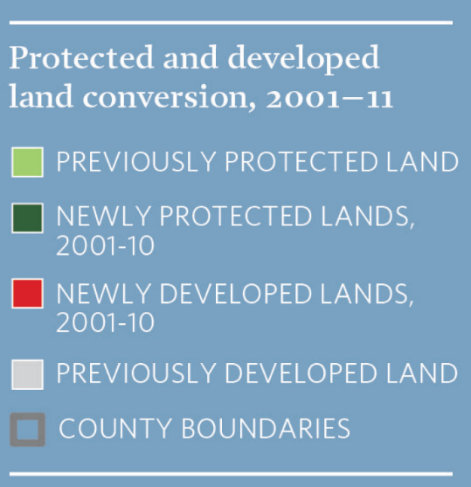 Protected and developed
land conversion, 2001–11
PREVIOUSLY PROTECTED LAND
NEWLY PROTECTED LANDS,
2001-10
NEWLY DEVELOPED LANDS,
2001-10
PREVIOUSLY DEVELOPED LAND
COUNTY BOUNDARIES